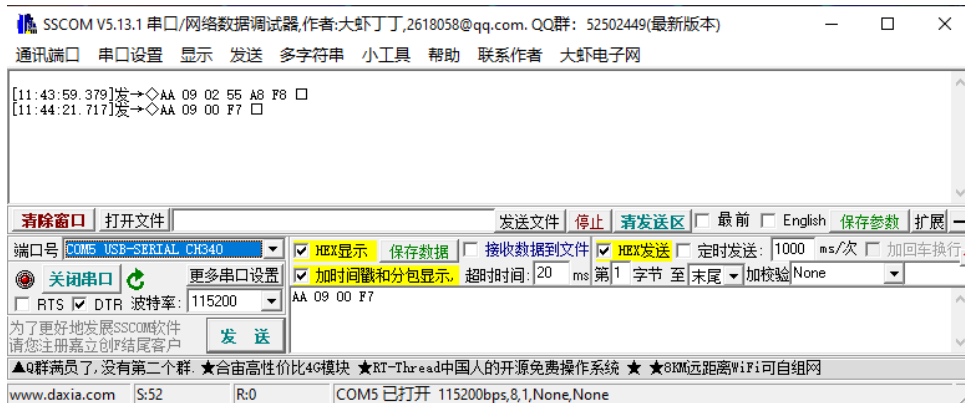 SSCOM V5.13.1 串口/网络数据调试器,作者:大虾丁丁,2618058@qq.com. QQ群: 52502449(最新版本)
通讯端口 串口设置 显示 发送 多字符串 小工具 帮助 联系作者 大虾电子网
[11:43:59.379]发→◇AA 09 02 55 A8 F8 □
[11:44:21.717]发→◇AA 09 00 F7 □
清除窗口 打开文件 发送文件 停止 清发送区 最前 English 保存参数 扩展 —
端口号 COM5 USB-SERIAL CH340 HEX显示 保存数据 接收数据到文件 HEX发送 定时发送: 1000 ms/次 加回车换行
关闭串口 更多串口设置 加时间戳和分包显示, 超时时间: 20 ms 第 1 字节 至 末尾 加校验 None
RTS DTR 波特率: 115200 AA 09 00 F7
为了更好地发展SSCOM软件
请您注册嘉立创F结尾客户 发 送
▲Q群满员了,没有第二个群. ★合宙高性价比4G模块 ★RT-Thread中国人的开源免费操作系统 ★ ★8KM远距离WiFi可自组网
www.daxia.com S:52 R:0 COM5 已打开 115200bps,8,1,None,None